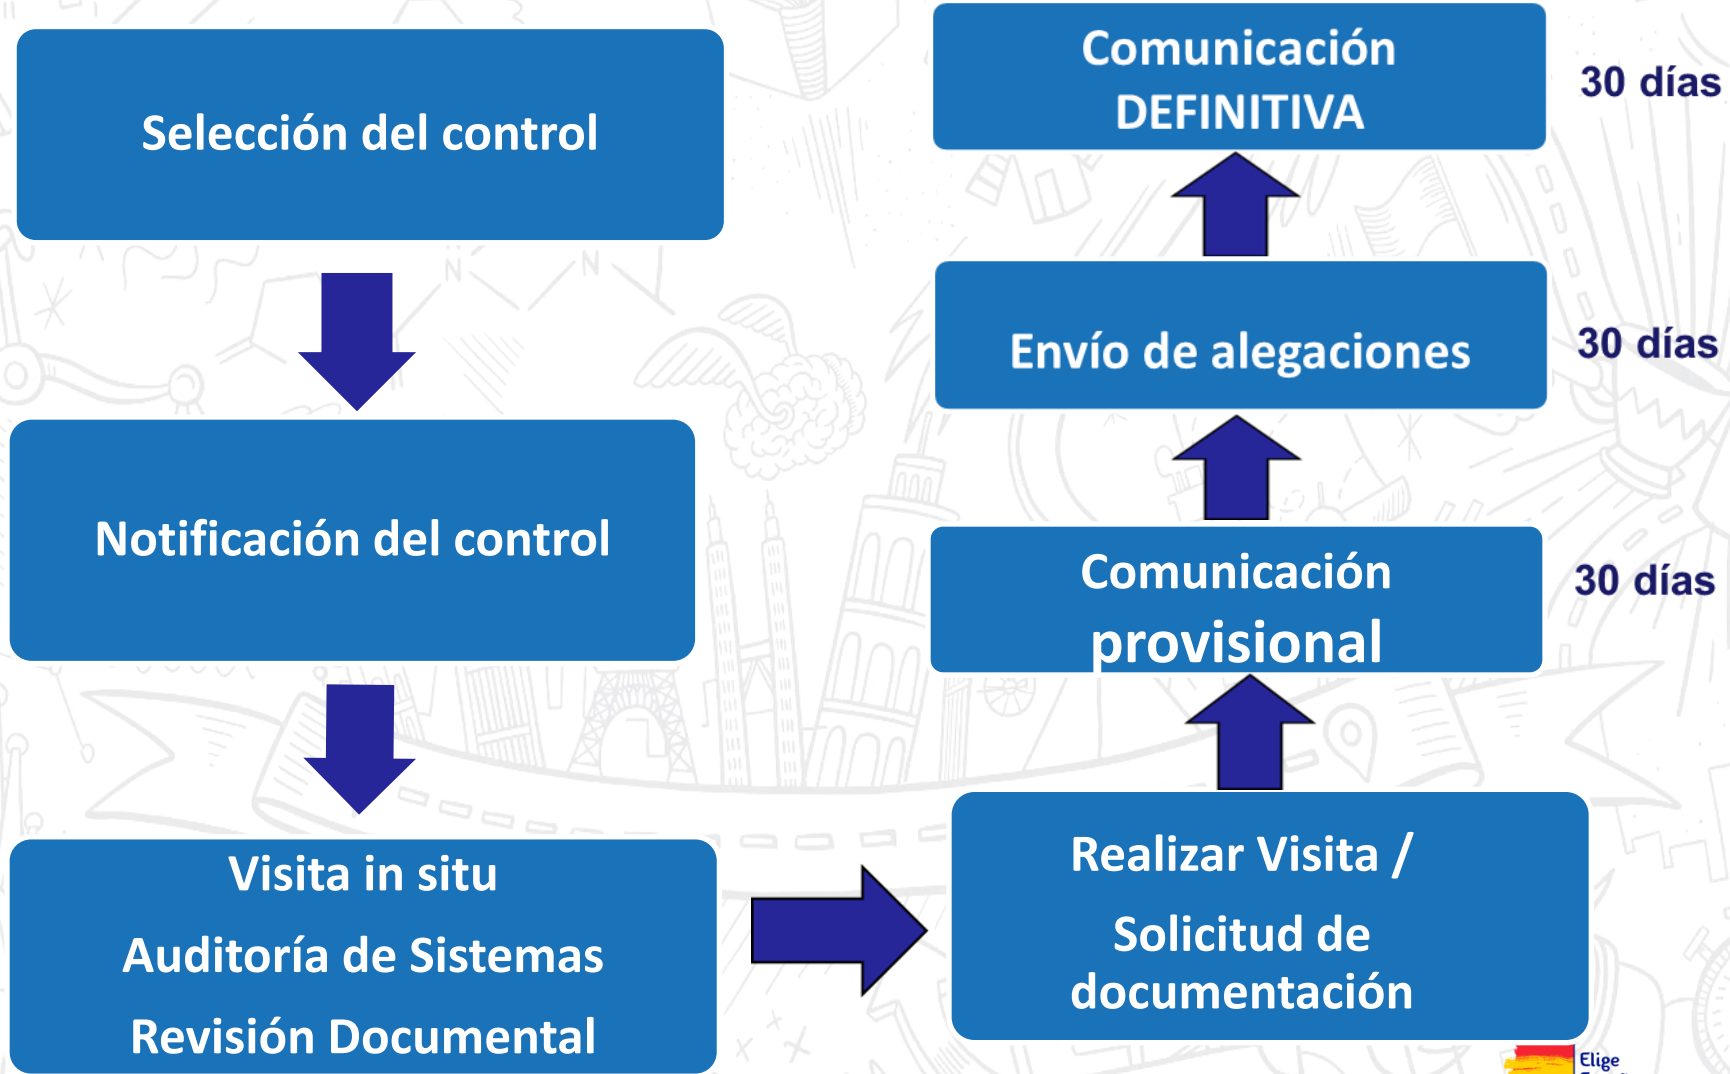 Selección del control
Notificación del control
Visita in situ
Auditoría de Sistemas
Revisión Documental
Realizar Visita /
Solicitud de
documentación
Comunicación
provisional
30 días
Envío de alegaciones
30 días
Comunicación
DEFINITIVA
30 días
N
N
Elige